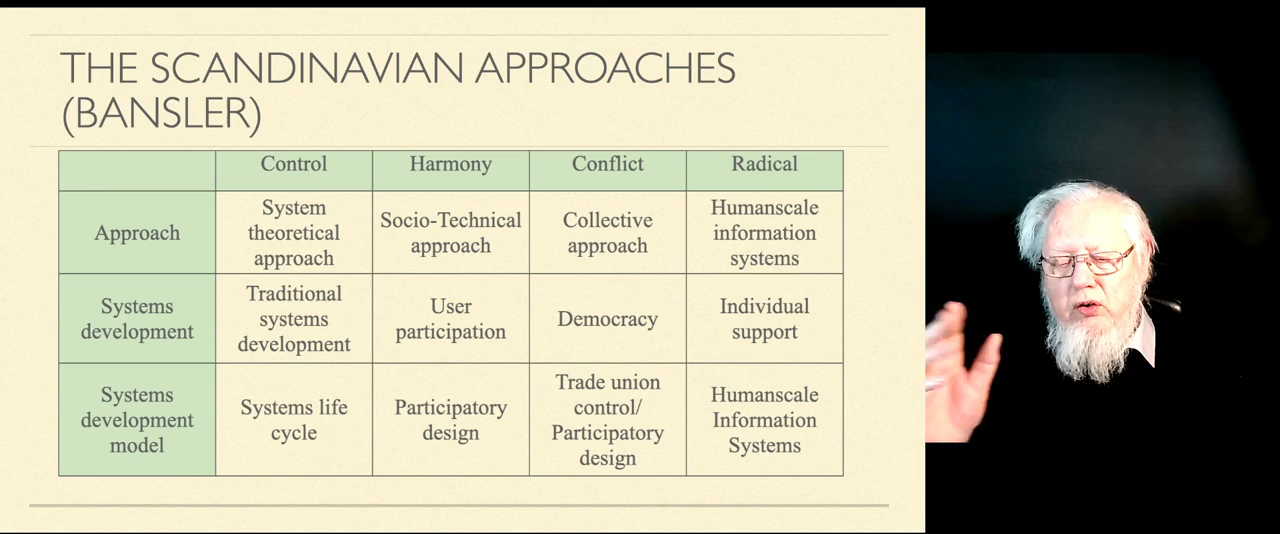 THE SCANDINAVIAN APPROACHES
(BANSLER)
Control Harmony Conflict Radical
Approach
System
theoretical
approach
Socio-Technical
approach
Collective
approach
Humanscale
information
systems
Systems
development
Traditional
systems
development
User
participation
Democracy
Individual
support
Systems
development
model
Systems life
cycle
Participatory
design
Trade union
control/
Participatory
design
Humanscale
Information
Systems